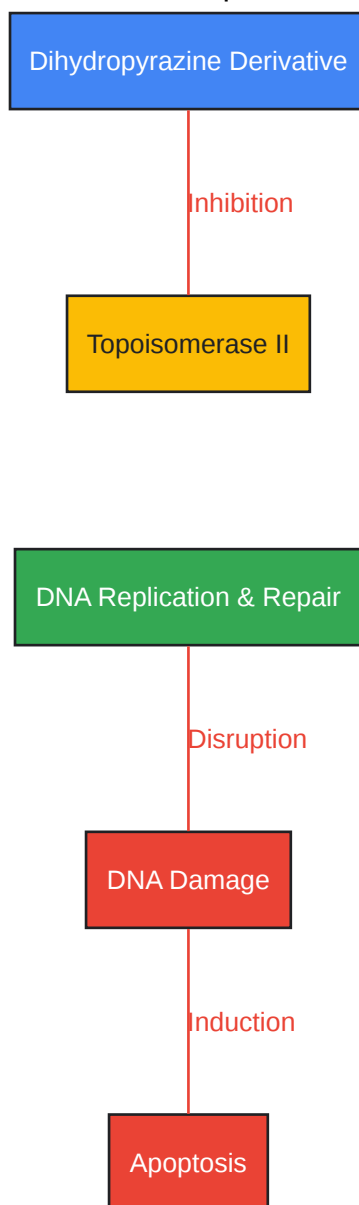 Dihydropyrazine Derivative
Inhibition
Topoisomerase II
DNA Replication & Repair
Disruption
DNA Damage
Induction
Apoptosis